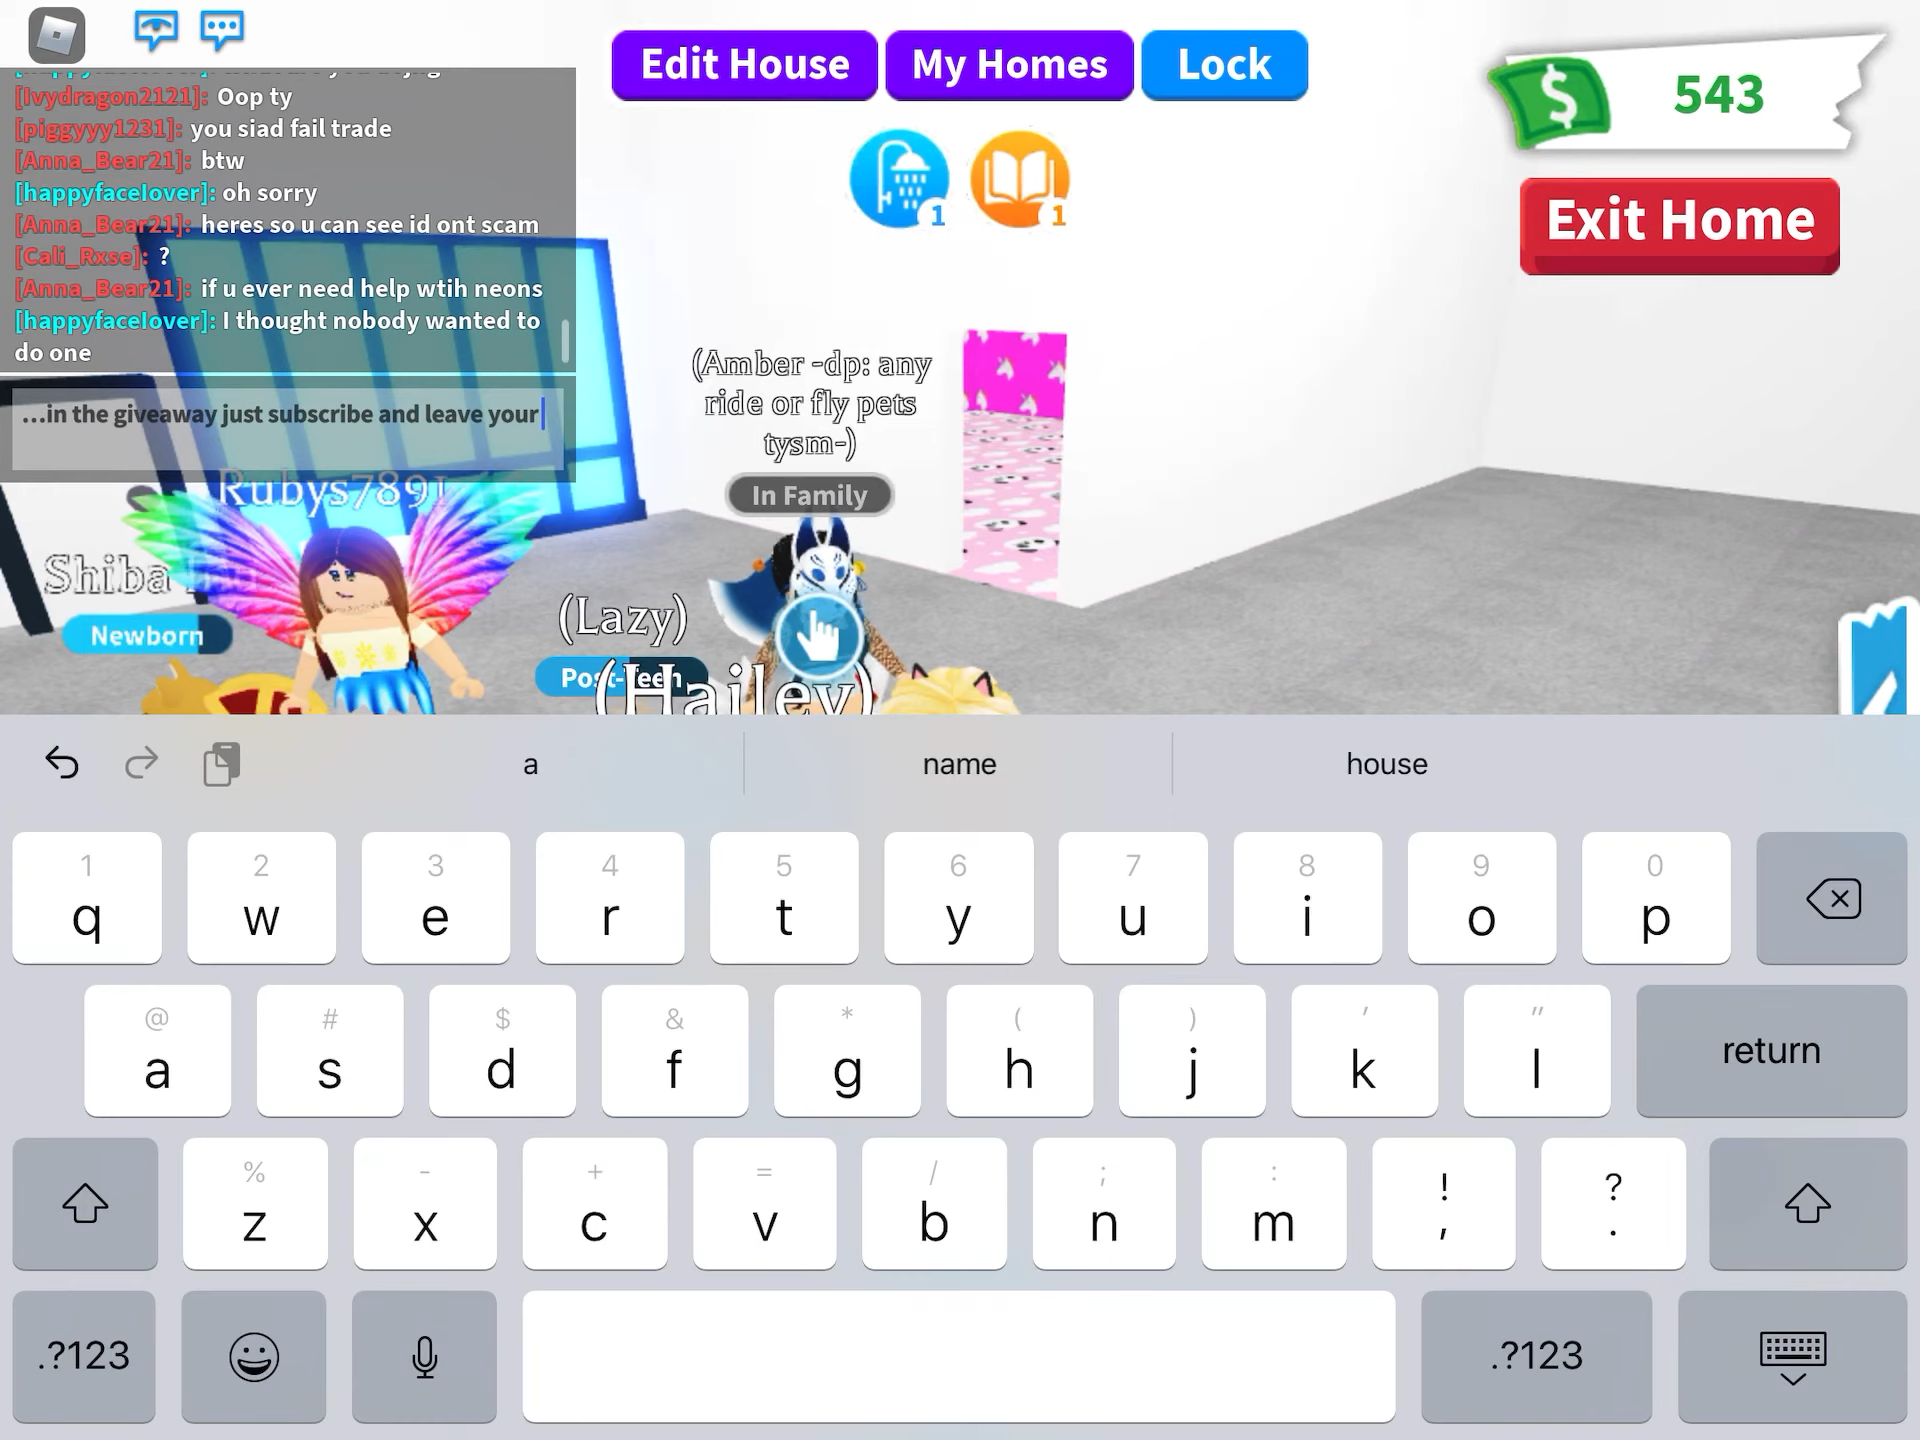 Edit House
My Homes
Lock
543
Exit Home
1
1
[Ivydragon2121]: Oop ty
[piggyyy1231]: you siad fail trade
[Anna_Bear21]: btw
[happyfacelover]: oh sorry
[Anna_Bear21]: heres so u can see id ont scam
[Cali_Rxse]: ?
[Anna_Bear21]: if u ever need help wtih neons
[happyfacelover]: I thought nobody wanted to
do one
...in the giveaway just subscribe and leave your
(Amber -dp: any
ride or fly pets
tysm-)
In Family
Rubys7891
Shiba
Newborn
(Lazy)
Post-Teen
(Hailey)
a
name
house
1 2 3 4 5 6 7 8 9 0
q w e r t y u i o p
@ # $ & * ( ) ' "
a s d f g h j k l
return
% - + = / ; : ! ?
z x c v b n m , .
.?123
.?123